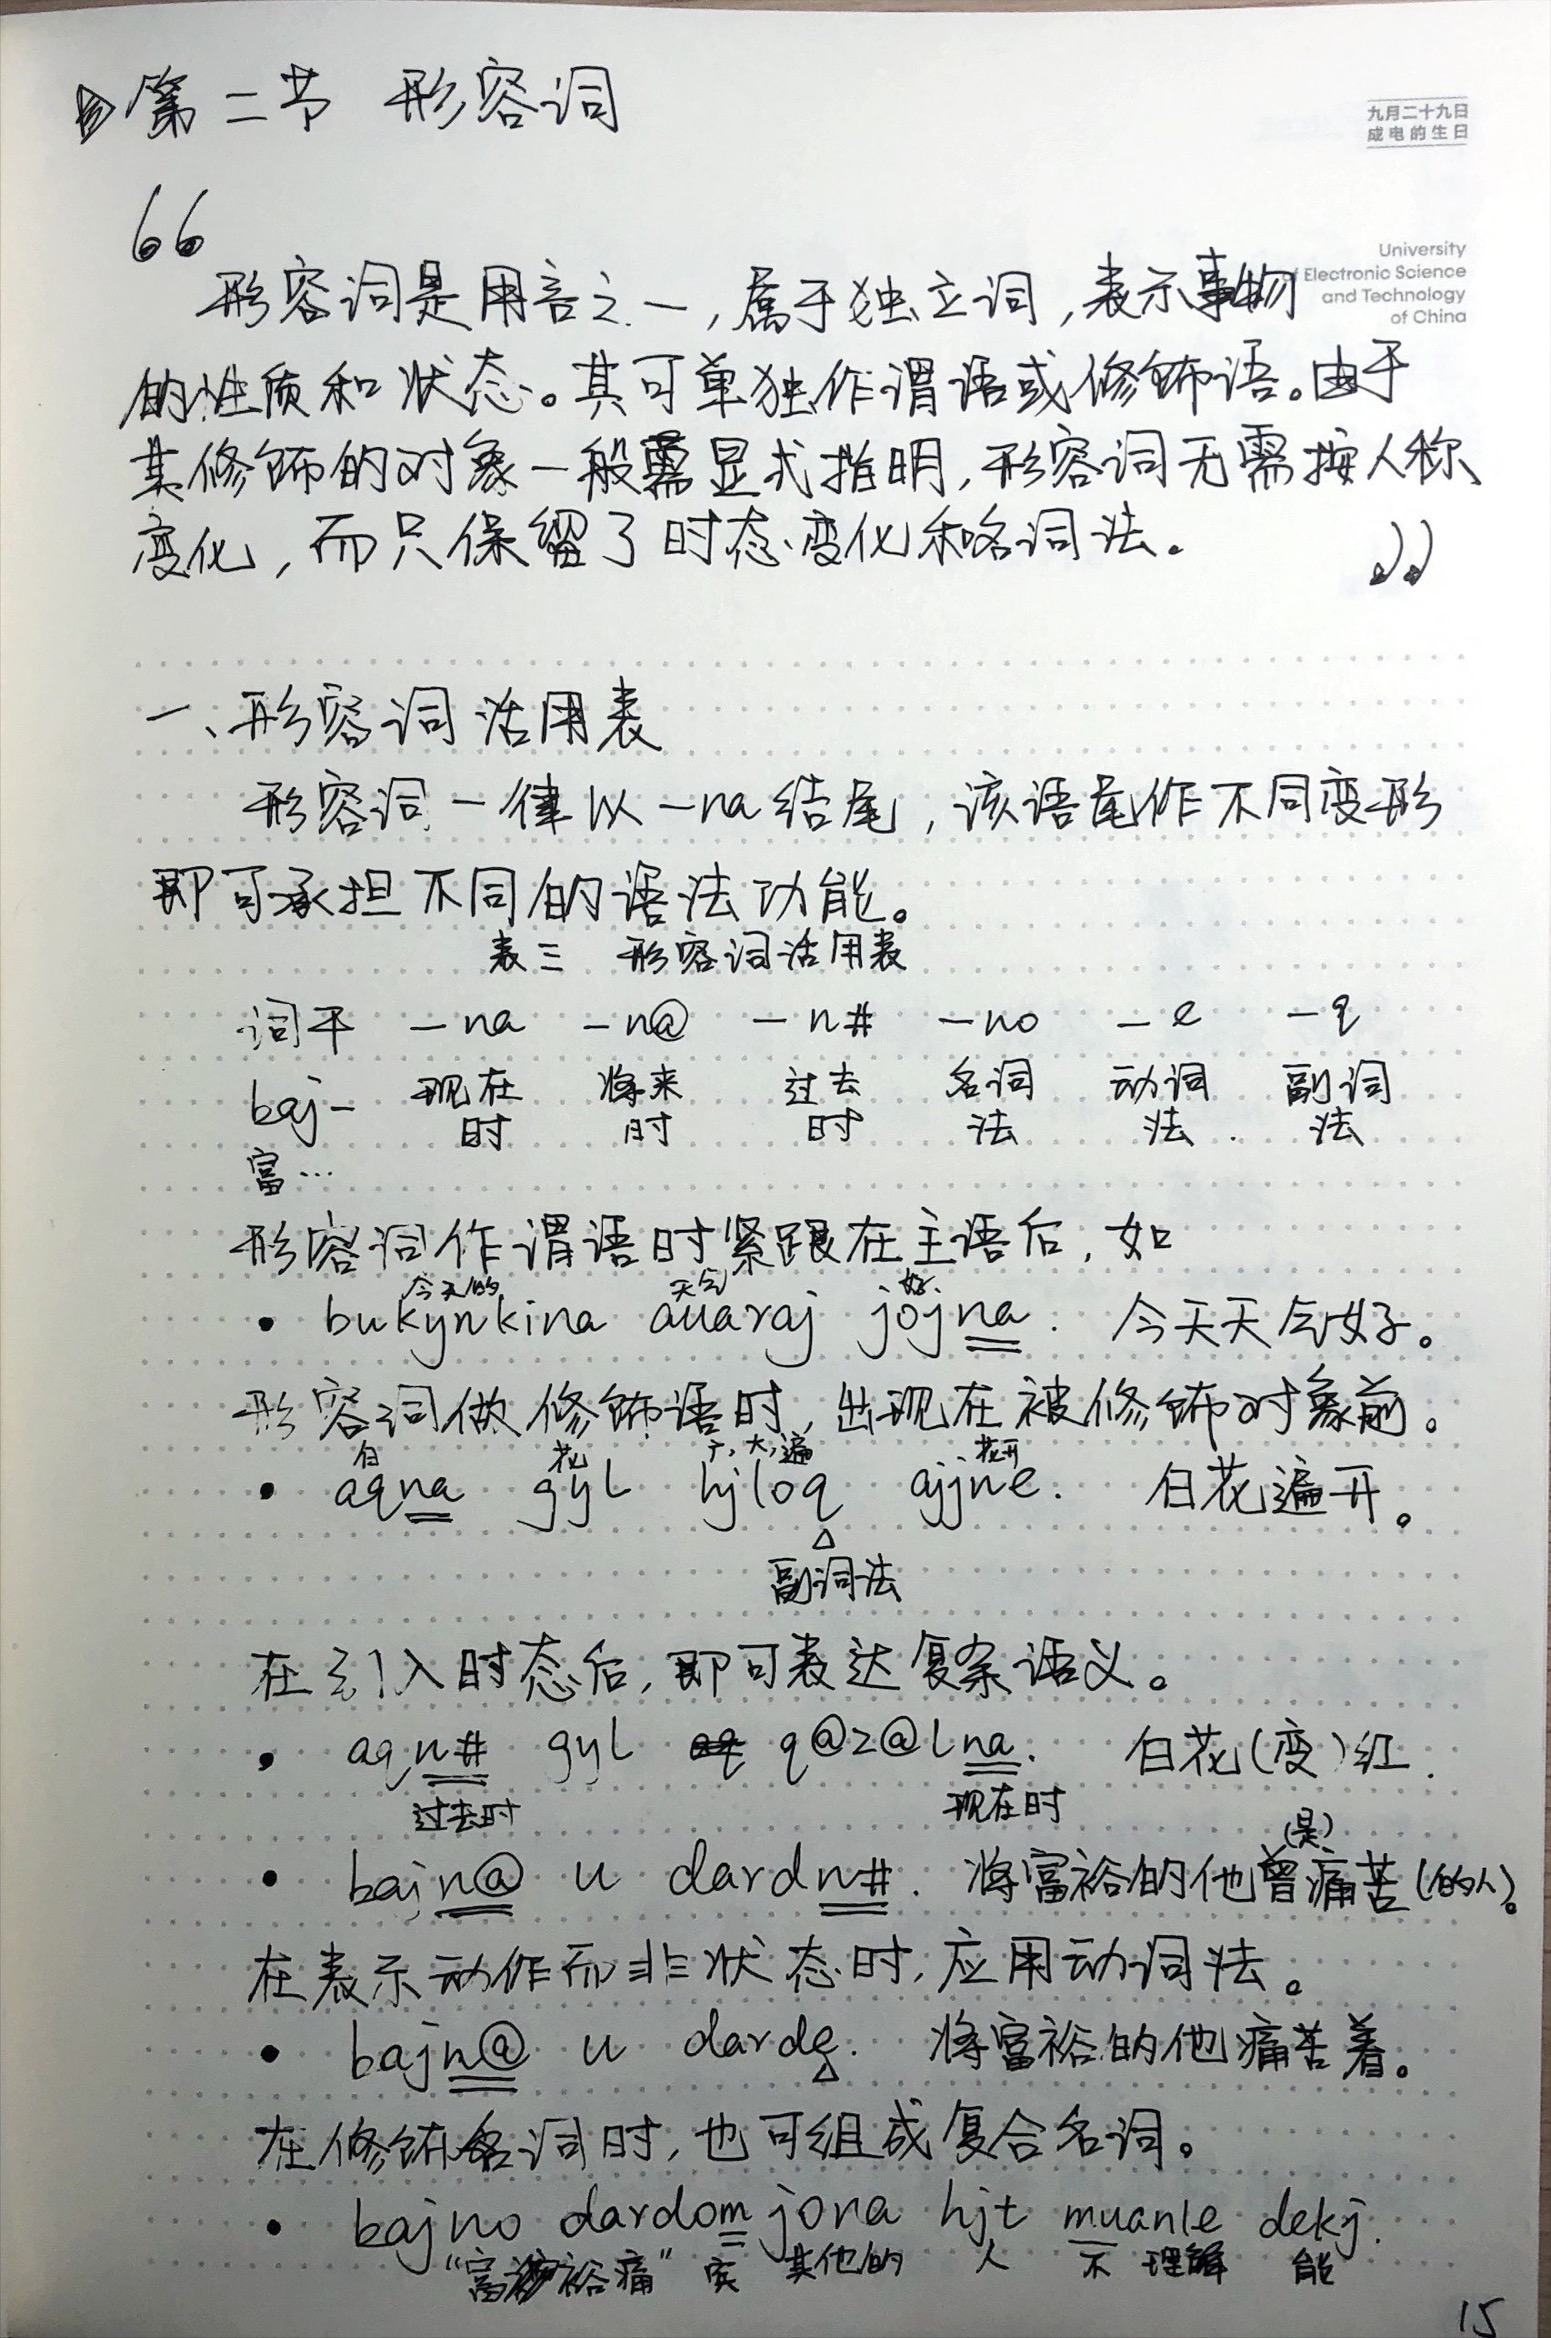 第二节 形容词
九月二十九日
成电的生日
University
of Electronic Science
and Technology
of China
“
形容词是用言之一，属于独立词，表示事物
的性质和状态。其可单独作谓语或修饰语。由于
其修饰的对象一般需显式指明，形容词无需按人称
变化，而只保留了时态变化和略词法。
”
一、形容词活用表
形容词一律以-na结尾，该语尾作不同变形
即可承担不同的语法功能。
表三 形容词活用表
词干 -na -n@ -n# -no -e -q
baj- 现在时 将来时 过去时 名词法 动词法 副词法
富…
形容词作谓语时紧跟在主语后，如
今天的 天气 好
• bukynkina auaraj jojna. 今天天气好。
形容词做修饰语时，出现在被修饰对象前。
白 花 广，大，遍 花开
• aqna gyl hjloq ajjne. 白花遍开。
副词法
在引入时态后，即可表达复杂语义。
• aqn# gyl q@z@lna. 白花(变)红.
过去时 现在时
(是)
• bajn@ u dardn#. 将富裕的他曾痛苦(的人)。
在表示动作而非状态时，应用动词法。
• bajn@ u darde. 将富裕的他痛苦着。
在修饰名词时，也可组成复合名词。
• bajno dardom jona hjt muanle dekj.
“富裕痛” 宾 其他的 人 不 理解 能
15